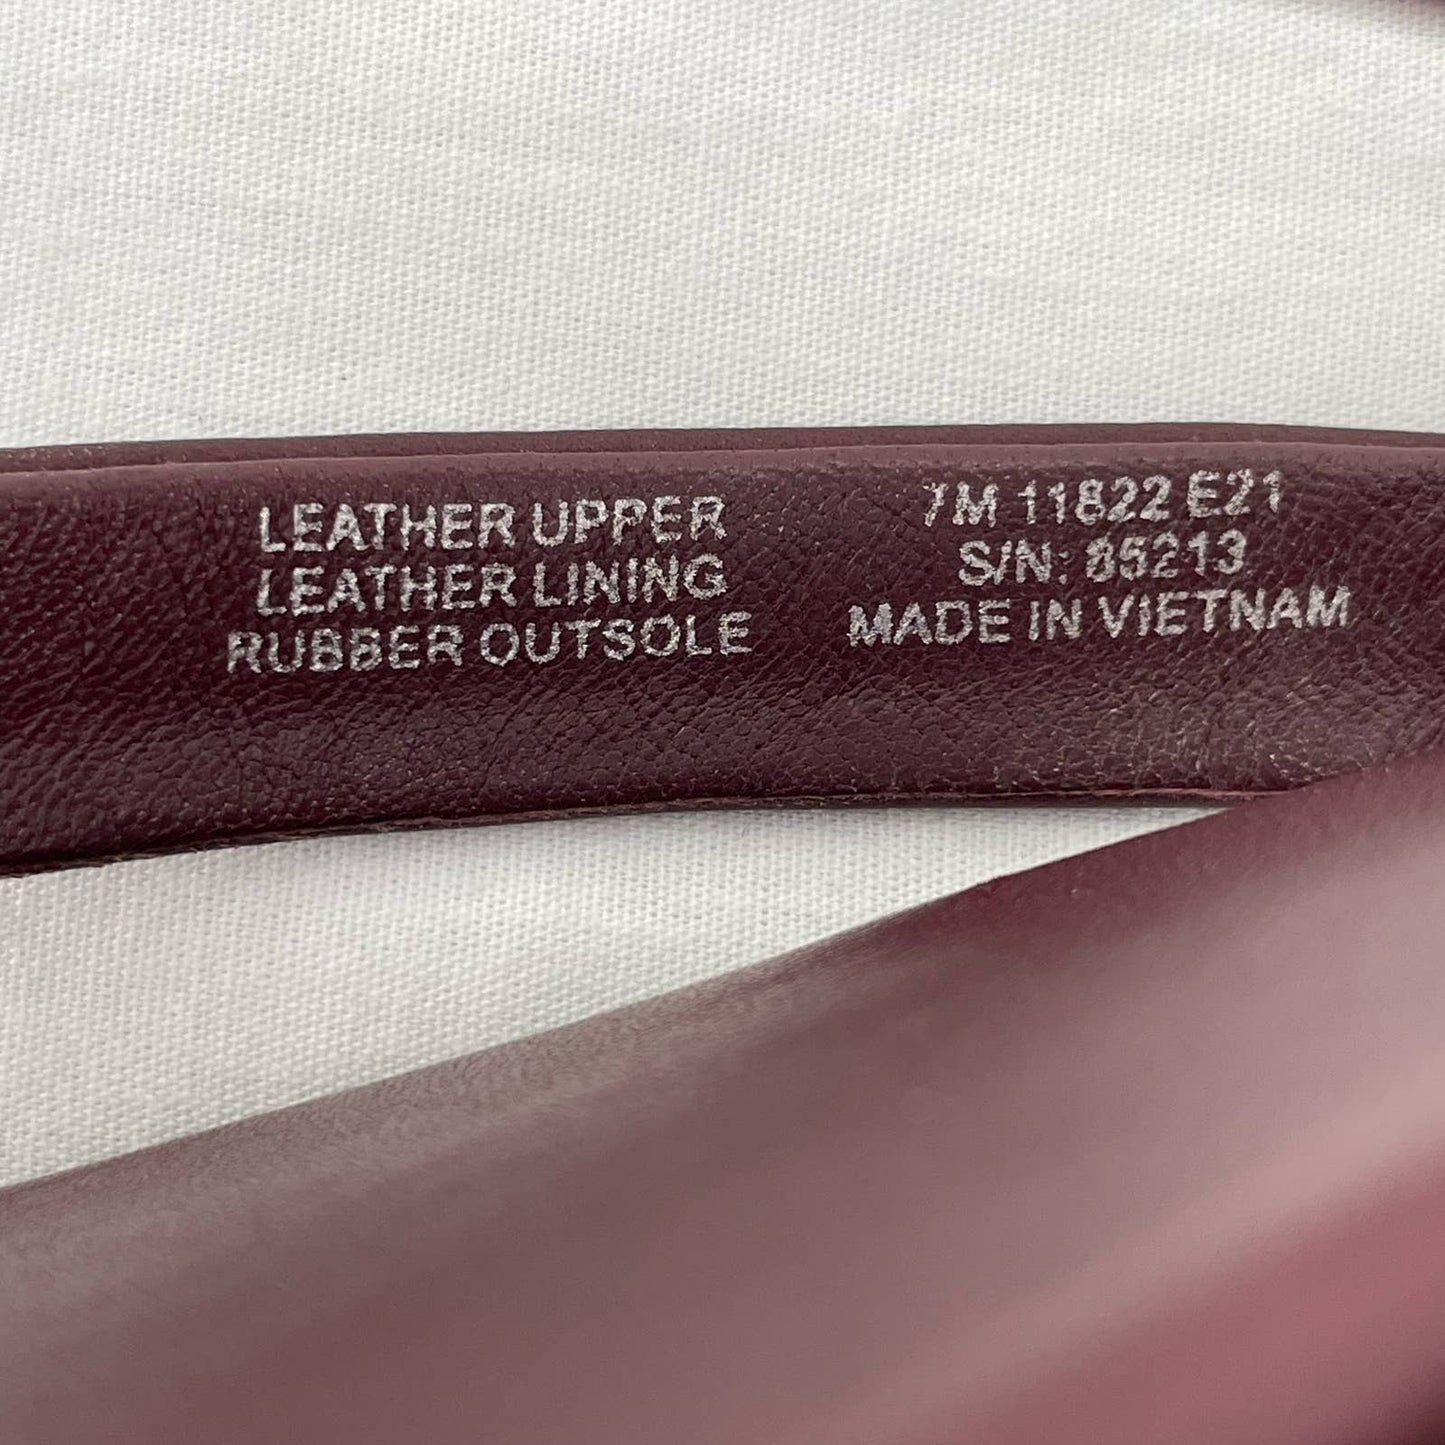 LEATHER UPPER
LEATHER LINING
RUBBER OUTSOLE
7M 11822 E21
S/N: 85213
MADE IN VIETNAM